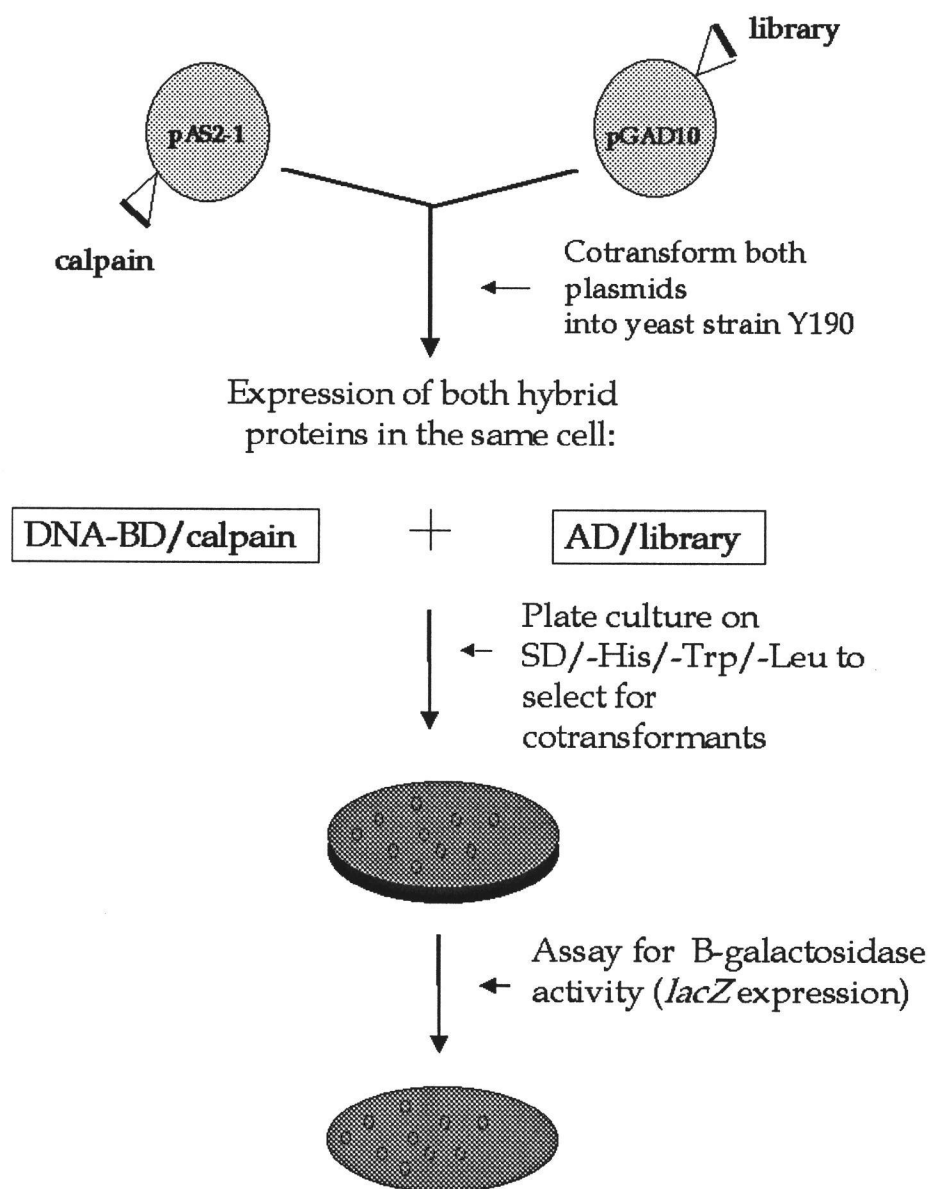 library
pAS2-1
pGAD10
calpain
Cotransform both
plasmids
into yeast strain Y190
Expression of both hybrid
proteins in the same cell:
DNA-BD/calpain
+
AD/library
Plate culture on
SD/-His/-Trp/-Leu to
select for
cotransformants
Assay for B-galactosidase
activity (lacZ expression)